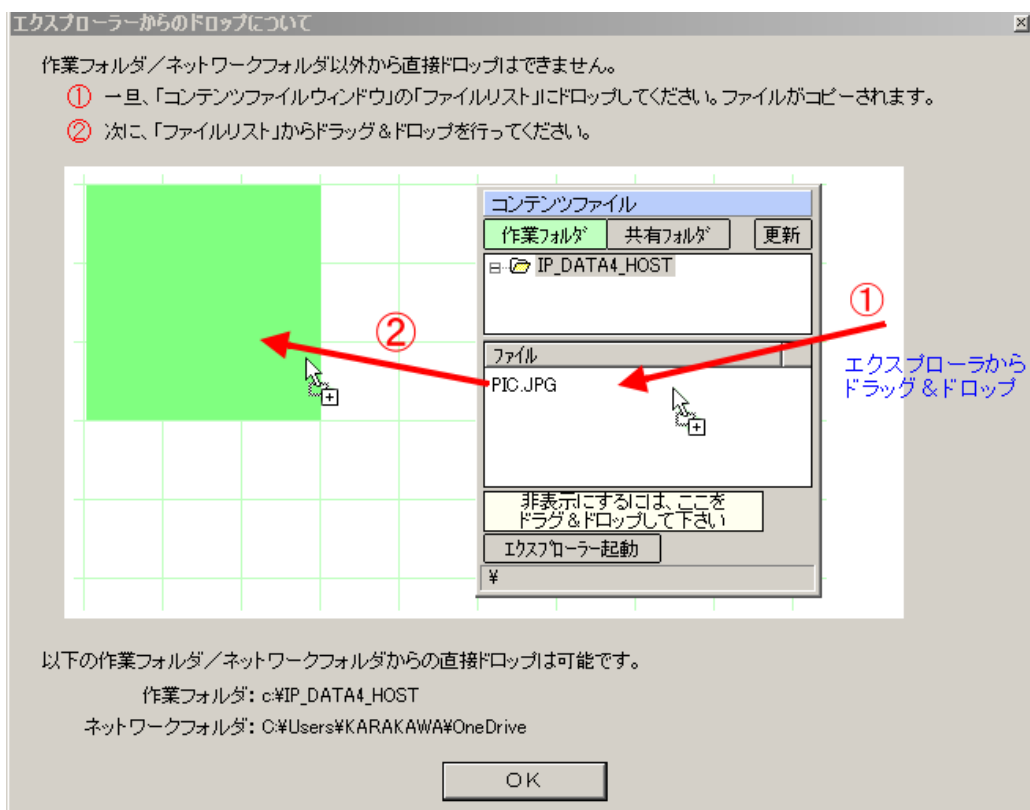 エクスプローラーからのドロップについて
作業フォルダ／ネットワークフォルダ以外から直接ドロップはできません。
① 一旦、「コンテンツファイルウィンドウ」の「ファイルリスト」にドロップしてください。ファイルがコピーされます。
② 次に、「ファイルリスト」からドラッグ＆ドロップを行ってください。
コンテンツファイル
作業ﾌｫﾙﾀﾞ 共有ﾌｫﾙﾀﾞ 更新
IP_DATA4_HOST
①
②
ファイル
エクスプローラから
ドラッグ＆ドロップ
PIC.JPG
非表示にするには、ここを
ドラグ＆ドロップして下さい
ｴｸｽﾌﾟﾛｰﾗｰ起動
¥
以下の作業フォルダ／ネットワークフォルダからの直接ドロップは可能です。
作業フォルダ: c:¥IP_DATA4_HOST
ネットワークフォルダ: C:¥Users¥KARAKAWA¥OneDrive
ＯＫ